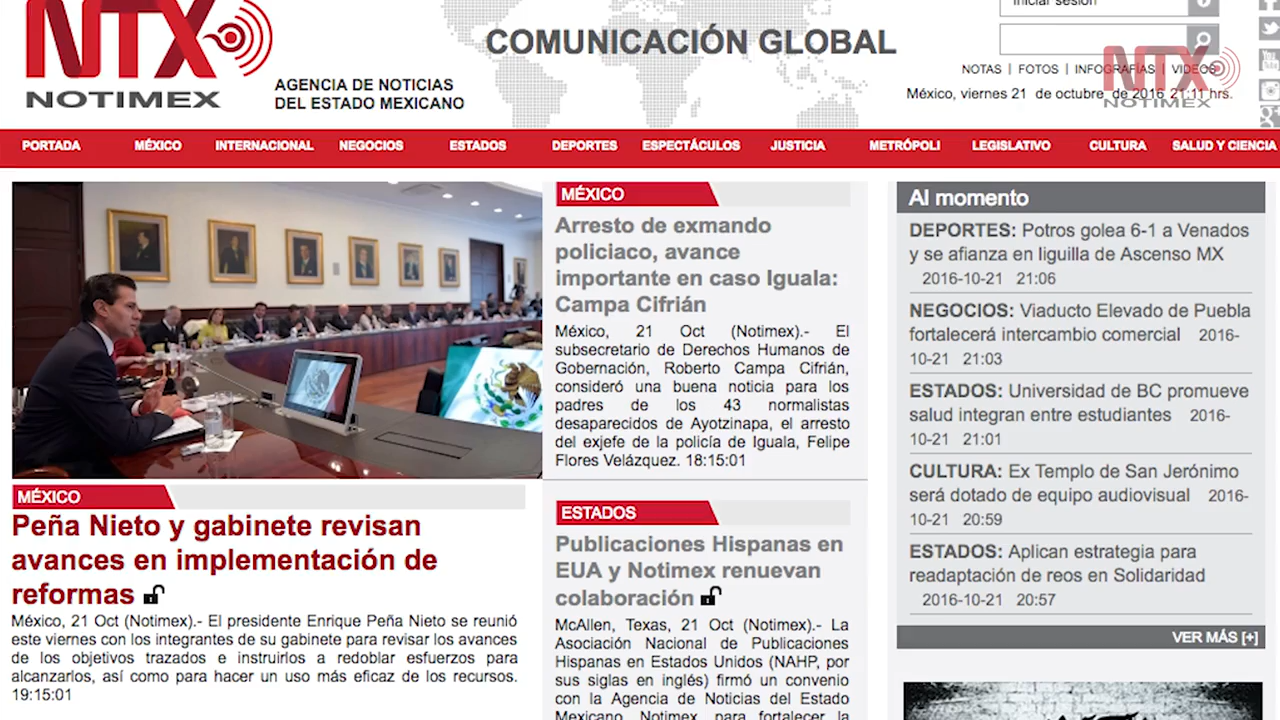 NTX
NOTIMEX
AGENCIA DE NOTICIAS
DEL ESTADO MEXICANO
COMUNICACIÓN GLOBAL
Iniciar sesión
NOTAS | FOTOS | INFOGRAFÍAS | VIDEOS
México, viernes 21 de octubre de 2016 21:11 hrs.
NTX
NOTIMEX
PORTADA MÉXICO INTERNACIONAL NEGOCIOS ESTADOS DEPORTES ESPECTÁCULOS JUSTICIA METRÓPOLI LEGISLATIVO CULTURA SALUD Y CIENCIA
MÉXICO
Peña Nieto y gabinete revisan
avances en implementación de
reformas
México, 21 Oct (Notimex).- El presidente Enrique Peña Nieto se reunió
este viernes con los integrantes de su gabinete para revisar los avances
de los objetivos trazados e instruirlos a redoblar esfuerzos para
alcanzarlos, así como para hacer un uso más eficaz de los recursos.
19:15:01
MÉXICO
Arresto de exmando
policiaco, avance
importante en caso Iguala:
Campa Cifrián
México, 21 Oct (Notimex).- El
subsecretario de Derechos Humanos de
Gobernación, Roberto Campa Cifrián,
consideró una buena noticia para los
padres de los 43 normalistas
desaparecidos de Ayotzinapa, el arresto
del exjefe de la policía de Iguala, Felipe
Flores Velázquez. 18:15:01
ESTADOS
Publicaciones Hispanas en
EUA y Notimex renuevan
colaboración
McAllen, Texas, 21 Oct (Notimex).- La
Asociación Nacional de Publicaciones
Hispanas en Estados Unidos (NAHP, por
sus siglas en inglés) firmó un convenio
con la Agencia de Noticias del Estado
Mexicano, Notimex, para fortalecer la
Al momento
DEPORTES: Potros golea 6-1 a Venados
y se afianza en liguilla de Ascenso MX
2016-10-21 21:06
NEGOCIOS: Viaducto Elevado de Puebla
fortalecerá intercambio comercial 2016-
10-21 21:03
ESTADOS: Universidad de BC promueve
salud integran entre estudiantes 2016-
10-21 21:01
CULTURA: Ex Templo de San Jerónimo
será dotado de equipo audiovisual 2016-
10-21 20:59
ESTADOS: Aplican estrategia para
readaptación de reos en Solidaridad
2016-10-21 20:57
VER MÁS [+]